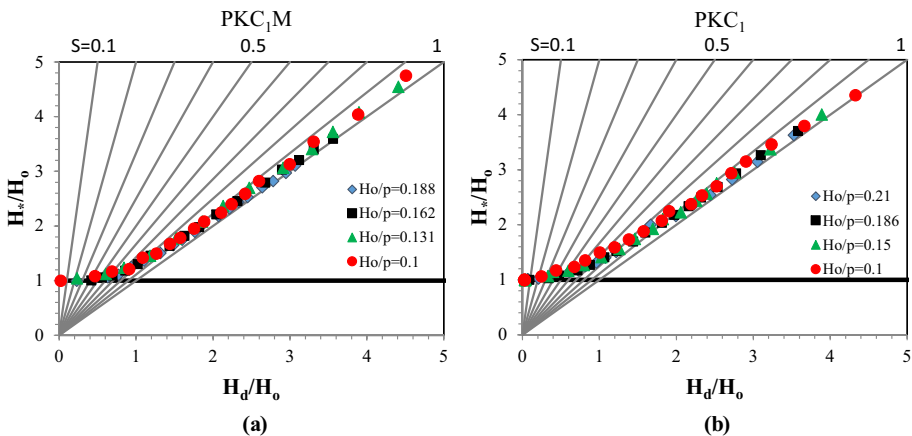 PKC₁M
S=0.1 0.5 1
5
4
3
2
1
0
H*/Hₒ
Ho/p=0.188
Ho/p=0.162
Ho/p=0.131
Ho/p=0.1
0 1 2 3 4 5
H_d/Hₒ
(a)
PKC₁
S=0.1 0.5 1
5
4
3
2
1
0
H*/Hₒ
Ho/p=0.21
Ho/p=0.186
Ho/p=0.15
Ho/p=0.1
0 1 2 3 4 5
H_d/Hₒ
(b)